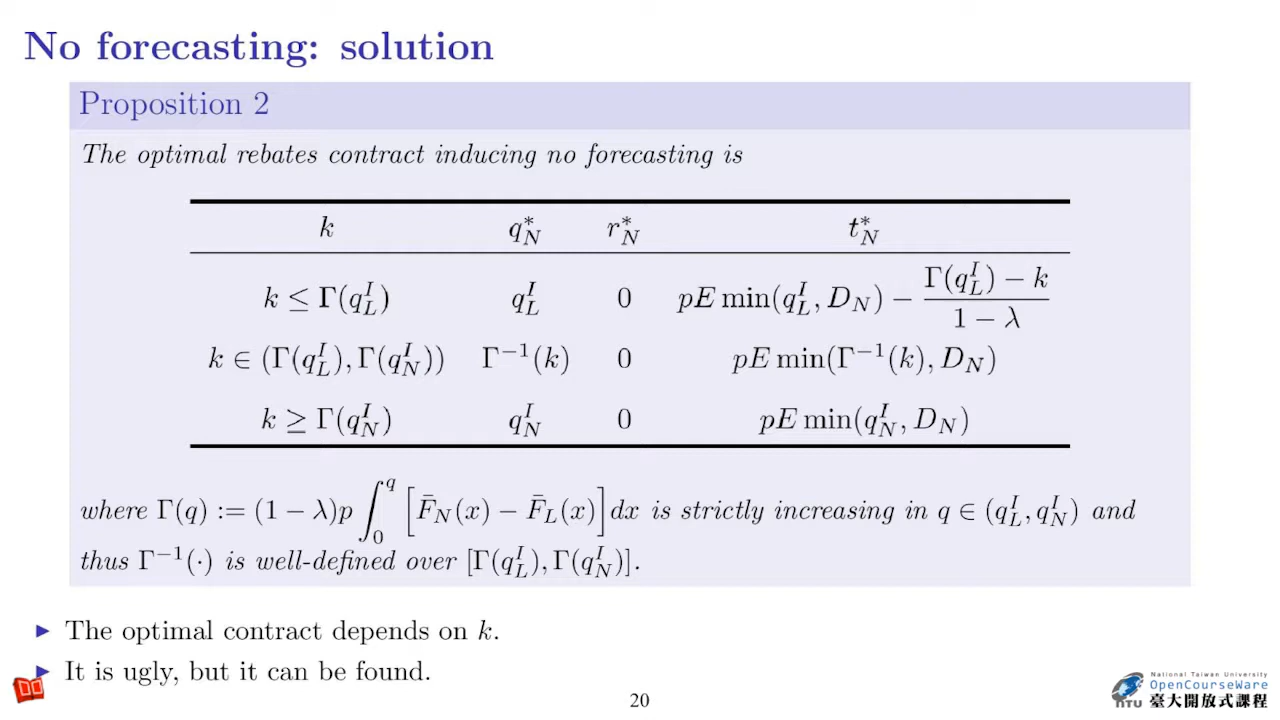 No forecasting: solution
Proposition 2
The optimal rebates contract inducing no forecasting is
k q*_N r*_N t*_N
k ≤ Γ(q^I_L) q^I_L 0 pE min(q^I_L, D_N) − (Γ(q^I_L) − k)/(1 − λ)
k ∈ (Γ(q^I_L), Γ(q^I_N)) Γ^{−1}(k) 0 pE min(Γ^{−1}(k), D_N)
k ≥ Γ(q^I_N) q^I_N 0 pE min(q^I_N, D_N)
where Γ(q) := (1 − λ)p ∫_0^q [F̄_N(x) − F̄_L(x)]dx is strictly increasing in q ∈ (q^I_L, q^I_N) and
thus Γ^{−1}(·) is well-defined over [Γ(q^I_L), Γ(q^I_N)].
▶ The optimal contract depends on k.
▶ It is ugly, but it can be found.
20
National Taiwan University
OpenCourseWare
NTU 臺大開放式課程